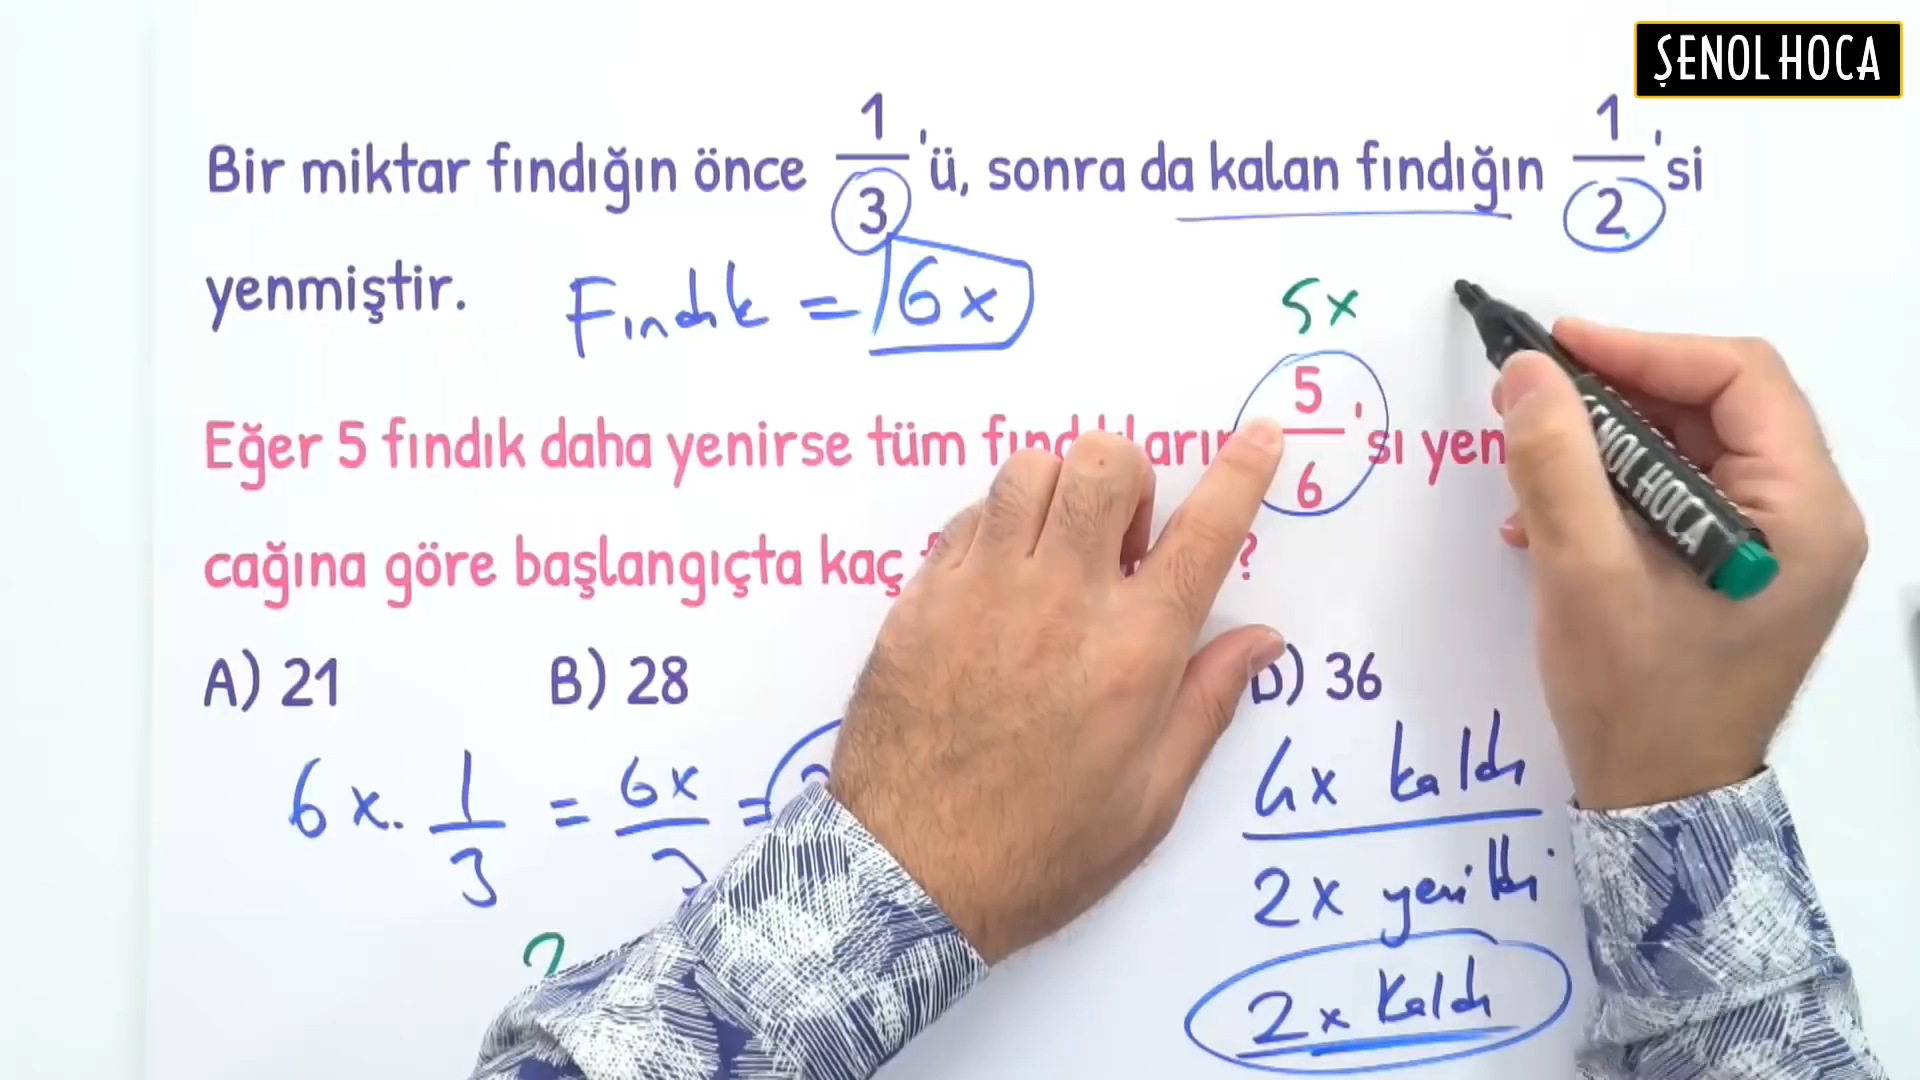 ŞENOL HOCA
Bir miktar fındığın önce 1/3'ü, sonra da kalan fındığın 1/2'si
yenmiştir.
Fındık = 6x
5x
Eğer 5 fındık daha yenirse tüm 5/6'sı yen
cağına göre başlangıçta kaç ?
A) 21 B) 28 D) 36
6x . 1/3 = 6x/3 =
4x kaldı
2x yenildi
2x kaldı
ŞENOL HOCA